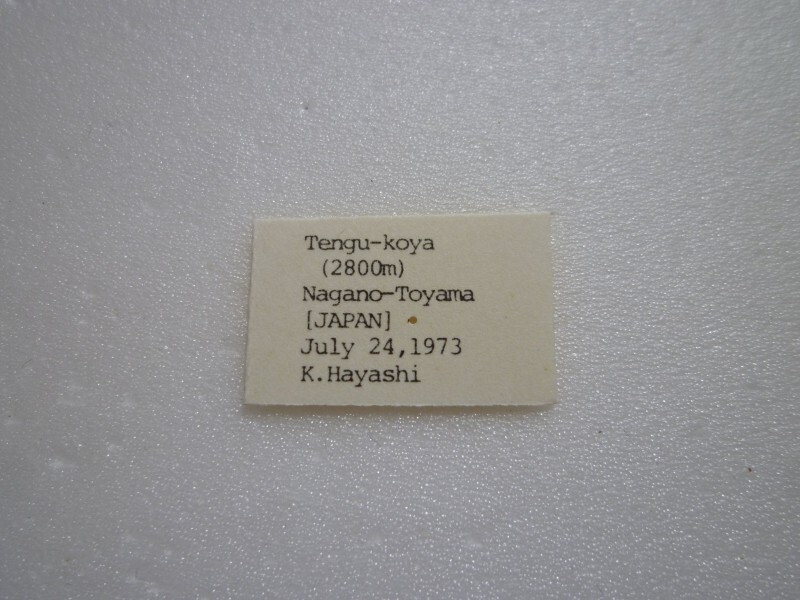 Tengu-koya
(2800m)
Nagano-Toyama
[JAPAN]
July 24,1973
K.Hayashi